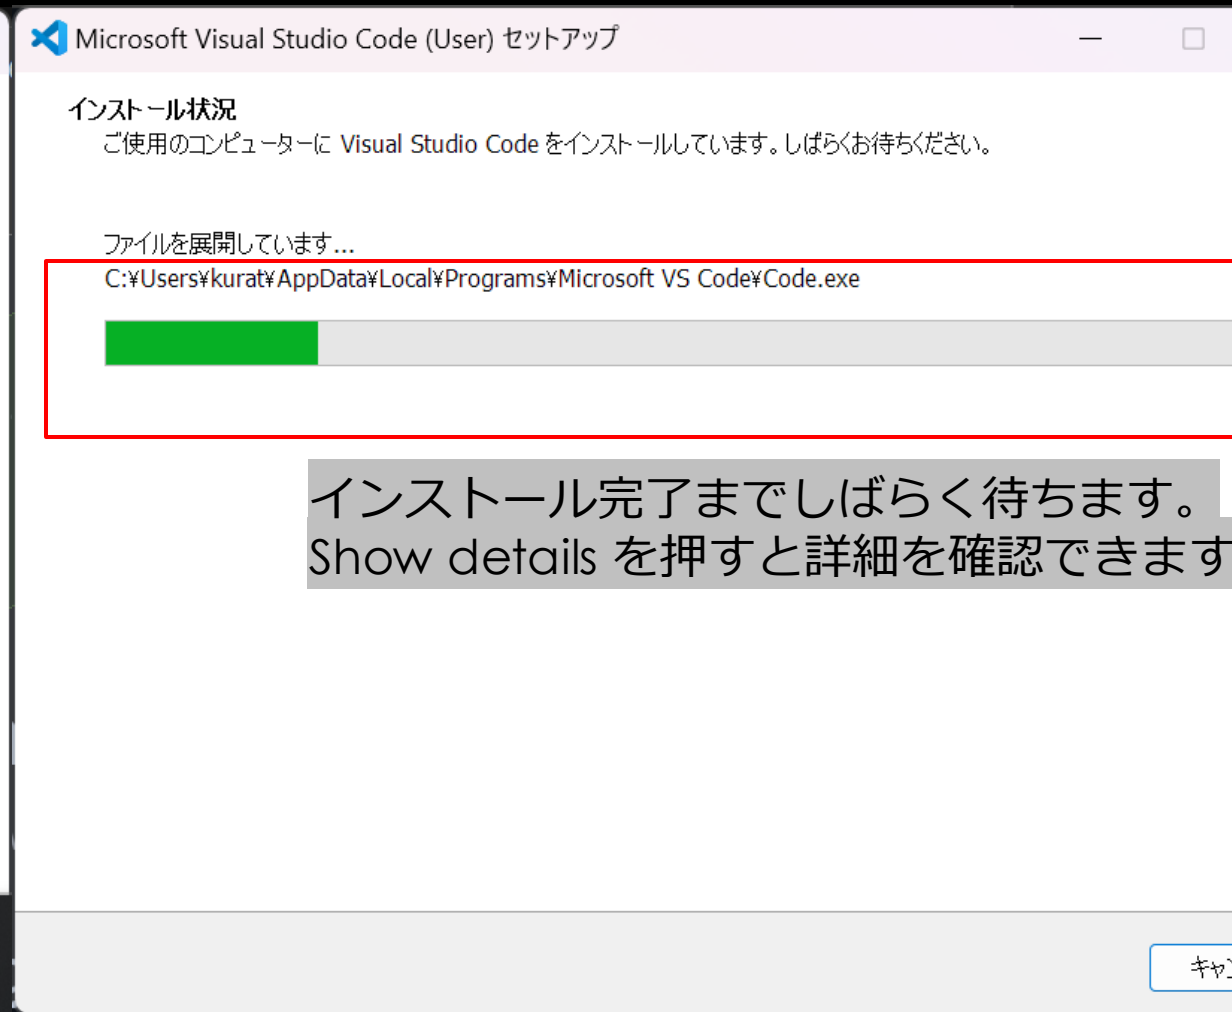 Microsoft Visual Studio Code (User) セットアップ
インストール状況
ご使用のコンピューターに Visual Studio Code をインストールしています。しばらくお待ちください。
ファイルを展開しています...
C:¥Users¥kurat¥AppData¥Local¥Programs¥Microsoft VS Code¥Code.exe
インストール完了までしばらく待ちます。
Show details を押すと詳細を確認できます
キャン